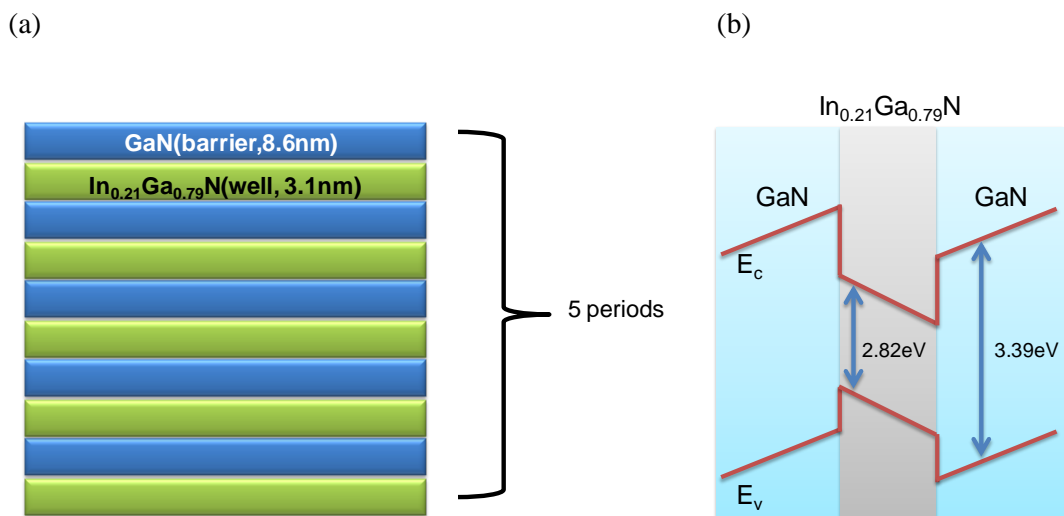 (a)
GaN(barrier,8.6nm)
In0.21Ga0.79N(well, 3.1nm)
5 periods
(b)
In0.21Ga0.79N
GaN
GaN
Ec
2.82eV
3.39eV
Ev